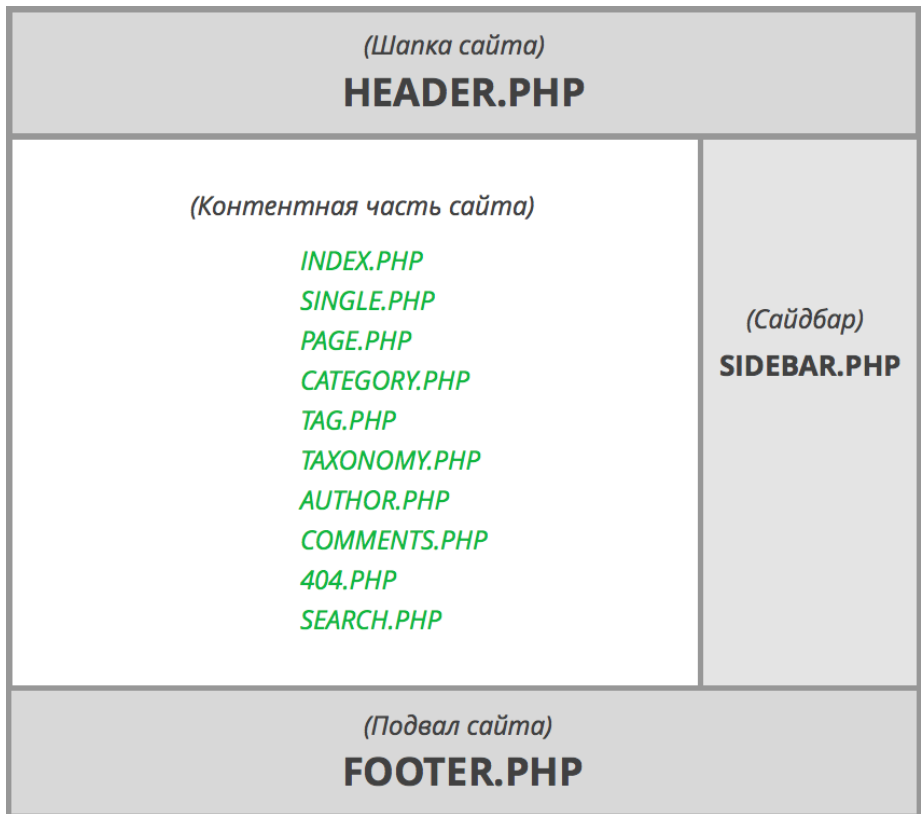 (Шапка сайта)
HEADER.PHP
(Контентная часть сайта)
INDEX.PHP
SINGLE.PHP
PAGE.PHP
CATEGORY.PHP
TAG.PHP
TAXONOMY.PHP
AUTHOR.PHP
COMMENTS.PHP
404.PHP
SEARCH.PHP
(Сайдбар)
SIDEBAR.PHP
(Подвал сайта)
FOOTER.PHP